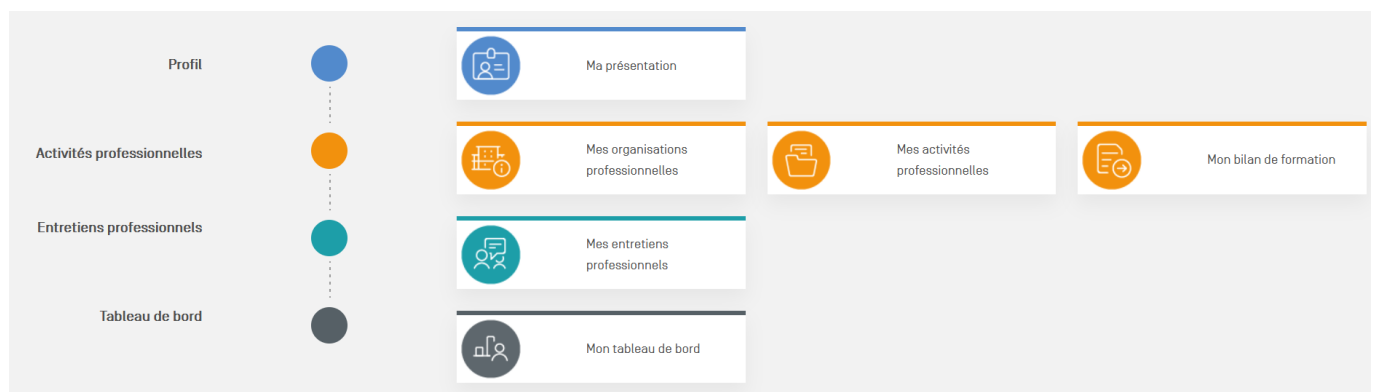 Profil
Ma présentation
Activités professionnelles
Mes organisations
professionnelles
Mes activités
professionnelles
Mon bilan de formation
Entretiens professionnels
Mes entretiens
professionnels
Tableau de bord
Mon tableau de bord